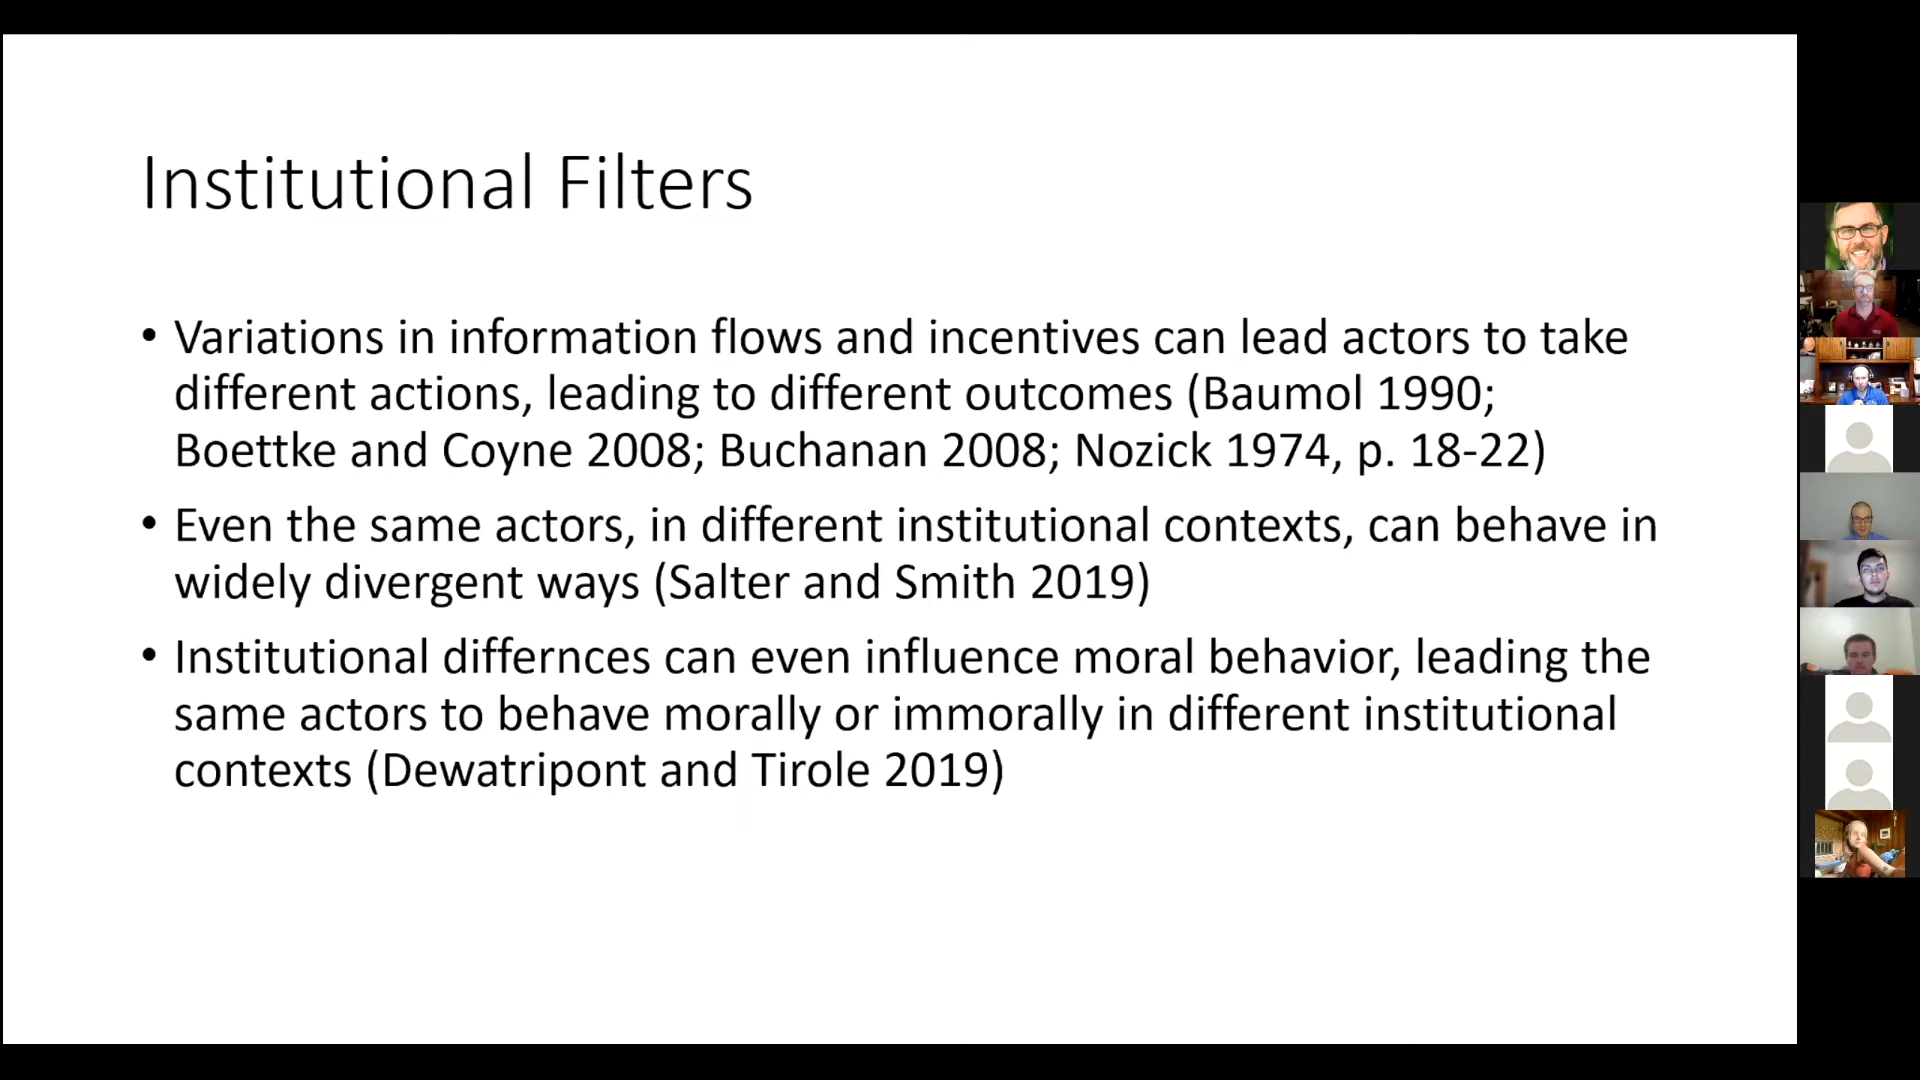 Institutional Filters
• Variations in information flows and incentives can lead actors to take
different actions, leading to different outcomes (Baumol 1990;
Boettke and Coyne 2008; Buchanan 2008; Nozick 1974, p. 18-22)
• Even the same actors, in different institutional contexts, can behave in
widely divergent ways (Salter and Smith 2019)
• Institutional differnces can even influence moral behavior, leading the
same actors to behave morally or immorally in different institutional
contexts (Dewatripont and Tirole 2019)